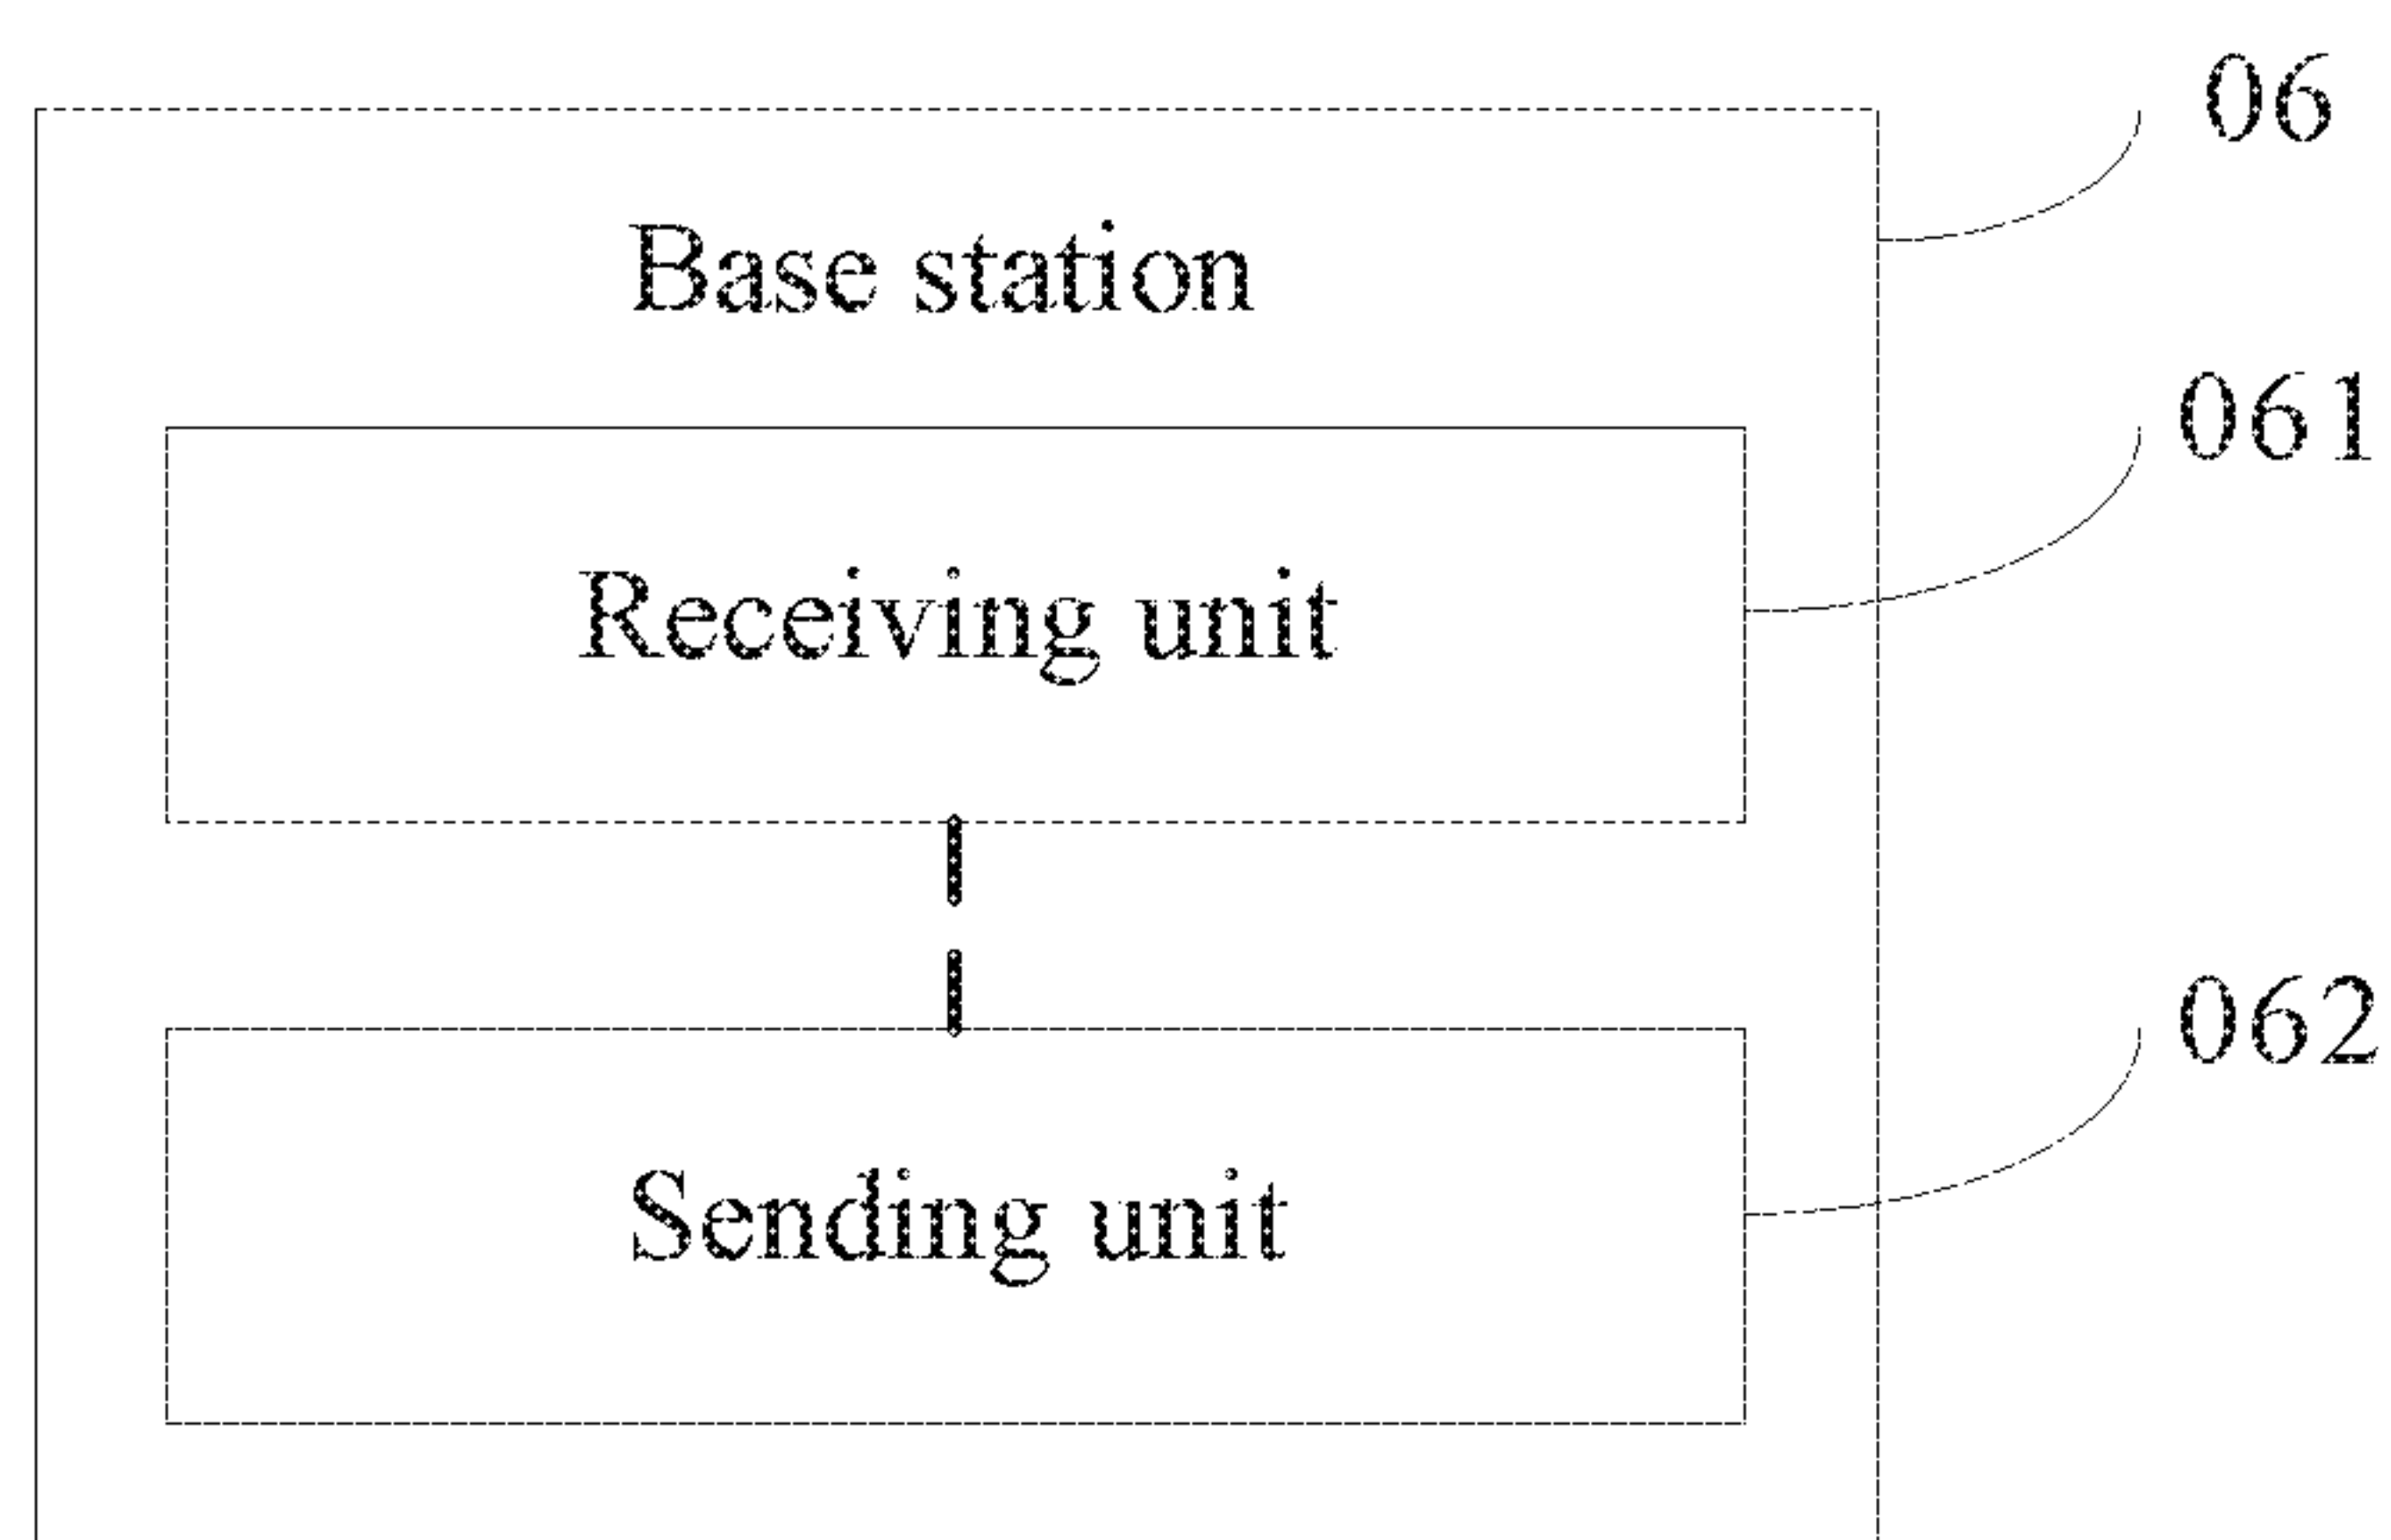 06
Base station
061
Receiving unit
062
Sending unit